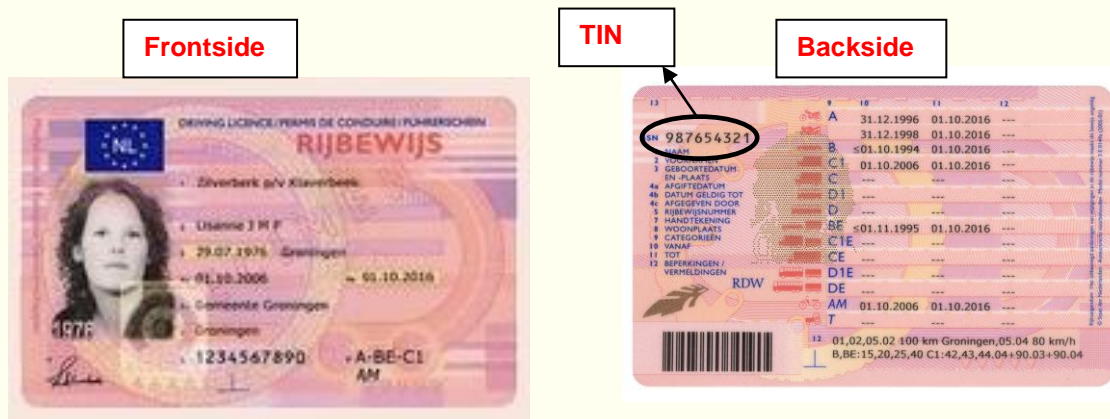 Frontside
TIN
Backside
NL
DRIVING LICENCE/PERMIS DE CONDUIRE/FÜHRERSCHEIN
RIJBEWIJS
Zilverberk p/v Klaverbeek
Lisanne J M F
29.07.1976 Groningen
01.10.2006 01.10.2016
Gemeente Groningen
Groningen
1976
1234567890 A-BE-C1
AM
13
SN 987654321
NAAM
2 VOORNAMEN
3 GEBOORTEDATUM
EN -PLAATS
4a AFGIFTEDATUM
4b DATUM GELDIG TOT
4c AFGEGEVEN DOOR
5 RIJBEWIJSNUMMER
7 HANDTEKENING
8 WOONPLAATS
9 CATEGORIEËN
10 VANAF
11 TOT
12 BEPERKINGEN /
VERMELDINGEN
RDW
9 10 11 12
A 31.12.1996 01.10.2016 ---
31.12.1998 01.10.2016 ---
B ≤01.10.1994 01.10.2016 ---
C1 01.10.2006 01.10.2016 ---
C --- --- ---
D1 --- --- ---
D --- --- ---
BE ≤01.11.1995 01.10.2016 ---
C1E --- --- ---
CE --- --- ---
D1E --- --- ---
DE --- --- ---
AM 01.10.2006 01.10.2016 ---
T --- --- ---
12 01,02,05.02 100 km Groningen,05.04 80 km/h
B,BE:15,20,25,40 C1:42,43,44.04+90.03+90.04